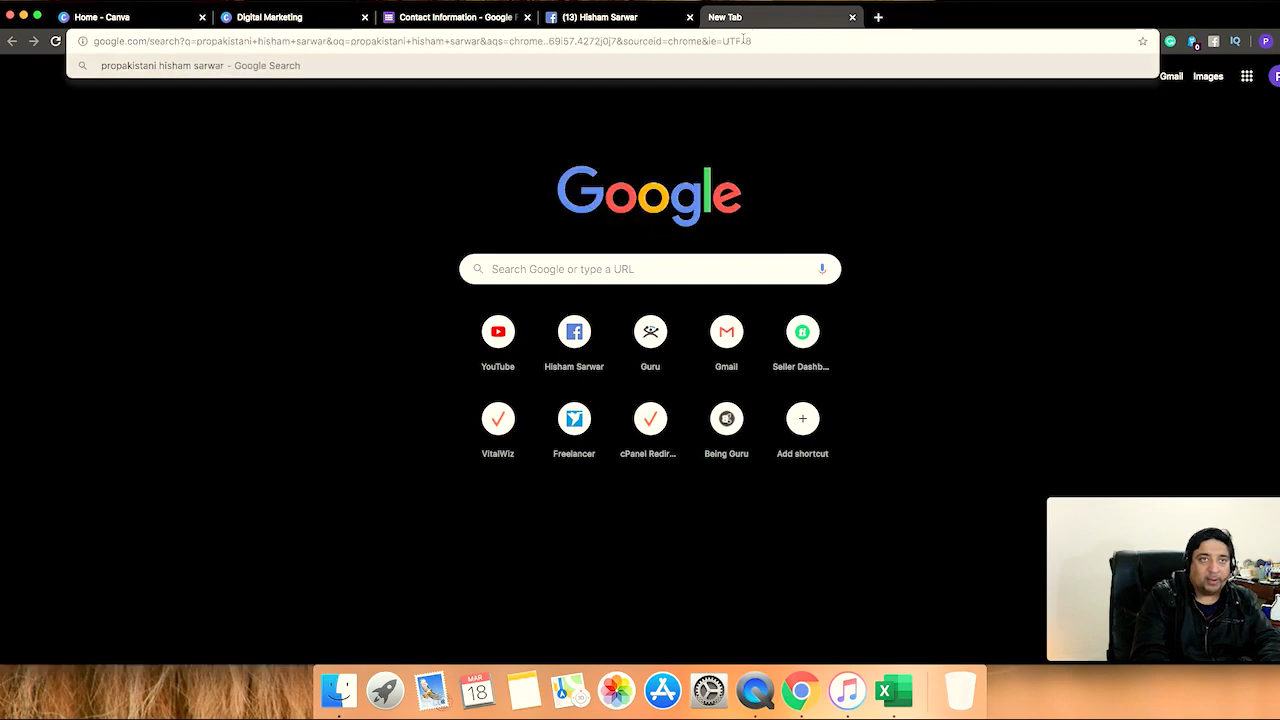 Home - Canva
Digital Marketing
Contact Information - Google F
(13) Hisham Sarwar
New Tab
google.com/search?q=propakistani+hisham+sarwar&oq=propakistani+hisham+sarwar&aqs=chrome..69i57.4272j0j7&sourceid=chrome&ie=UTF-8
propakistani hisham sarwar - Google Search
Gmail
Images
Google
Search Google or type a URL
YouTube
Hisham Sarwar
Guru
Gmail
Seller Dashb...
VitalWiz
Freelancer
cPanel Redir...
Being Guru
Add shortcut
MAR
18